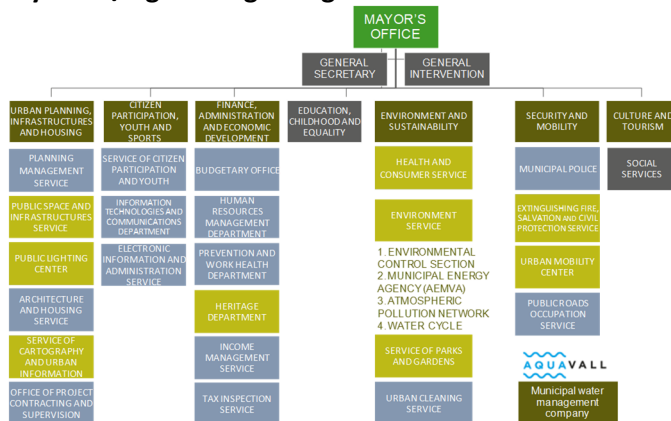 MAYOR'S
OFFICE
GENERAL
SECRETARY
GENERAL
INTERVENTION
URBAN PLANNING,
INFRASTRUCTURES
AND HOUSING
CITIZEN
PARTICIPATION,
YOUTH AND
SPORTS
FINANCE,
ADMINISTRATION
AND ECONOMIC
DEVELOPMENT
EDUCATION,
CHILDHOOD AND
EQUALITY
ENVIRONMENT AND
SUSTAINABILITY
SECURITY AND
MOBILITY
CULTURE AND
TOURISM
PLANNING
MANAGEMENT
SERVICE
PUBLIC SPACE and
INFRASTRUCTURES
SERVICE
PUBLIC LIGHTING
CENTER
ARCHITECTURE
AND HOUSING
SERVICE
SERVICE OF
CARTOGRAPHY
AND URBAN
INFORMATION
OFFICE OF PROJECT
CONTRACTING AND
SUPERVISION
SERVICE OF CITIZEN
PARTICIPATION
AND YOUTH
INFORMATION
TECHNOLOGIES AND
COMMUNICATIONS
DEPARTMENT
ELECTRONIC
INFORMATION AND
ADMINISTRATION
SERVICE
BUDGETARY OFFICE
HUMAN
RESOURCES
MANAGEMENT
DEPARTMENT
PREVENTION AND
WORK HEALTH
DEPARTMENT
HERITAGE
DEPARTMENT
INCOME
MANAGEMENT
SERVICE
TAX INSPECTION
SERVICE
HEALTH AND
CONSUMER SERVICE
ENVIRONMENT
SERVICE
1. ENVIRONMENTAL
CONTROL SECTION
2. MUNICIPAL ENERGY
AGENCY (AEMVA)
3. ATMOSPHERIC
POLLUTION NETWORK
4. WATER CYCLE
SERVICE OF PARKS
AND GARDENS
URBAN CLEANING
SERVICE
MUNICIPAL POLICE
EXTINGUISHING FIRE,
SALVATION AND CIVIL
PROTECTION SERVICE
URBAN MOBILITY
CENTER
PUBLIC ROADS
OCCUPATION
SERVICE
AQUAVALL
Municipal water
management
company
SOCIAL
SERVICES